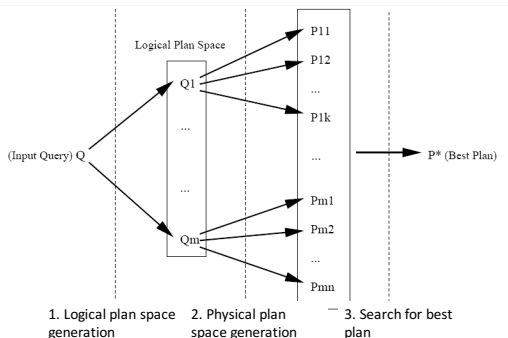 P11
Logical Plan Space
P12
Q1
...
P1k
...
(Input Query) Q
...
P* (Best Plan)
...
Pm1
Qm
Pm2
...
Pmn
1. Logical plan space
generation
2. Physical plan
space generation
3. Search for best
plan